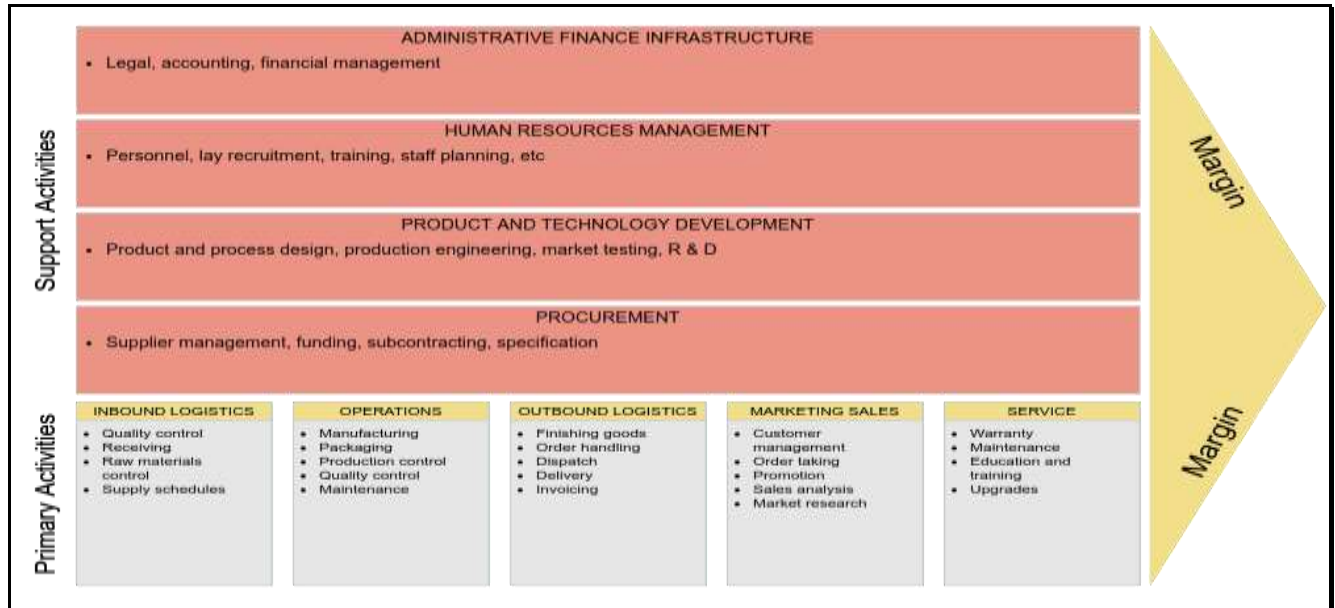 ADMINISTRATIVE FINANCE INFRASTRUCTURE
• Legal, accounting, financial management
HUMAN RESOURCES MANAGEMENT
• Personnel, lay recruitment, training, staff planning, etc
PRODUCT AND TECHNOLOGY DEVELOPMENT
• Product and process design, production engineering, market testing, R & D
PROCUREMENT
• Supplier management, funding, subcontracting, specification
Support Activities
Primary Activities
INBOUND LOGISTICS
• Quality control
• Receiving
• Raw materials
control
• Supply schedules
OPERATIONS
• Manufacturing
• Packaging
• Production control
• Quality control
• Maintenance
OUTBOUND LOGISTICS
• Finishing goods
• Order handling
• Dispatch
• Delivery
• Invoicing
MARKETING SALES
• Customer
management
• Order taking
• Promotion
• Sales analysis
• Market research
SERVICE
• Warranty
• Maintenance
• Education and
training
• Upgrades
Margin
Margin